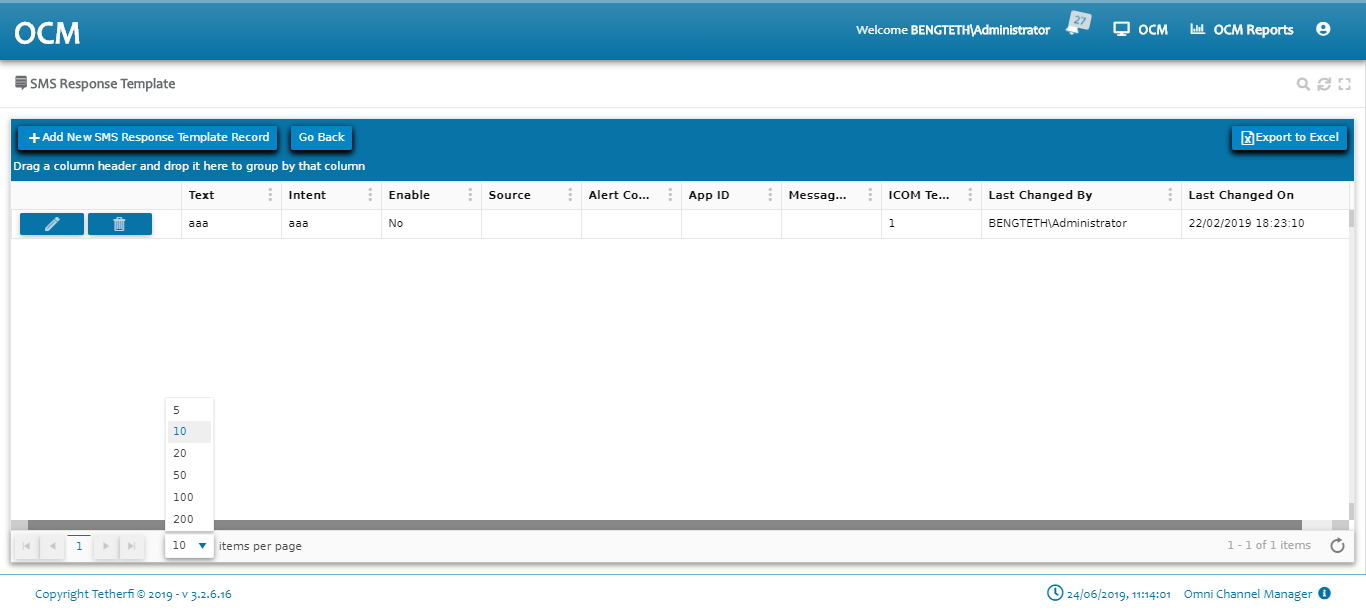 OCM
Welcome BENGTETH\Administrator
27
OCM
OCM Reports
SMS Response Template
Add New SMS Response Template Record
Go Back
Export to Excel
Drag a column header and drop it here to group by that column
Text Intent Enable Source Alert Co... App ID Messag... ICOM Te... Last Changed By Last Changed On
aaa aaa No 1 BENGTETH\Administrator 22/02/2019 18:23:10
5
10
20
50
100
200
1 10 items per page 1 - 1 of 1 items
Copyright Tetherfi © 2019 - v 3.2.6.16 24/06/2019, 11:14:01 Omni Channel Manager